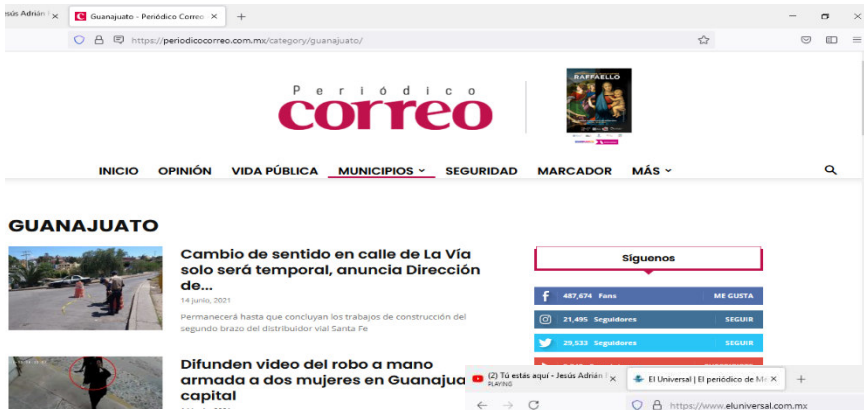 esús Adrián
Guanajuato - Periódico Correo
https://periodicocorreo.com.mx/category/guanajuato/
Periódico
correo
RAFFAELLO
INICIO OPINIÓN VIDA PÚBLICA MUNICIPIOS SEGURIDAD MARCADOR MÁS
GUANAJUATO
Cambio de sentido en calle de La Vía
solo será temporal, anuncia Dirección
de...
14 junio, 2021
Permanecerá hasta que concluyan los trabajos de construcción del
segundo brazo del distribuidor vial Santa Fe
Difunden video del robo a mano
armada a dos mujeres en Guanajua
capital
Síguenos
487,674 Fans ME GUSTA
21,495 Seguidores SEGUIR
29,533 Seguidores SEGUIR
(2) Tú estás aquí - Jesús Adrián
PLAYING
El Universal | El periódico de Mé
https://www.eluniversal.com.mx